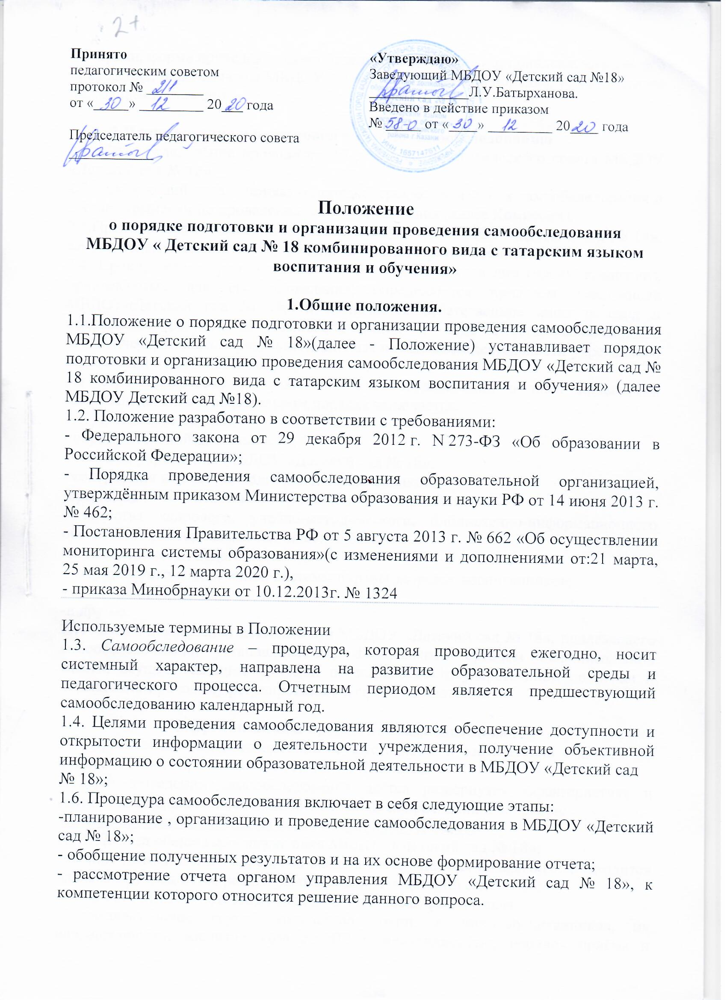 2+
Принято
педагогическим советом
протокол № 2/1
от «30» 12 2020 года
Председатель педагогического совета
«Утверждаю»
Заведующий МБДОУ «Детский сад №18»
Л.У.Батырханова.
Введено в действие приказом
№ 58-о от «30» 12 2020 года
района г.Казани
ИНН 1657147611
Положение
о порядке подготовки и организации проведения самообследования
МБДОУ « Детский сад № 18 комбинированного вида с татарским языком
воспитания и обучения»
1.Общие положения.
1.1.Положение о порядке подготовки и организации проведения самообследования
МБДОУ «Детский сад № 18»(далее - Положение) устанавливает порядок
подготовки и организацию проведения самообследования МБДОУ «Детский сад №
18 комбинированного вида с татарским языком воспитания и обучения» (далее
МБДОУ Детский сад №18).
1.2. Положение разработано в соответствии с требованиями:
- Федерального закона от 29 декабря 2012 г. N 273-ФЗ «Об образовании в
Российской Федерации»;
- Порядка проведения самообследования образовательной организацией,
утверждённым приказом Министерства образования и науки РФ от 14 июня 2013 г.
№ 462;
- Постановления Правительства РФ от 5 августа 2013 г. № 662 «Об осуществлении
мониторинга системы образования»(с изменениями и дополнениями от:21 марта,
25 мая 2019 г., 12 марта 2020 г.),
- приказа Минобрнауки от 10.12.2013г. № 1324
Используемые термины в Положении
1.3. Самообследование – процедура, которая проводится ежегодно, носит
системный характер, направлена на развитие образовательной среды и
педагогического процесса. Отчетным периодом является предшествующий
самообследованию календарный год.
1.4. Целями проведения самообследования являются обеспечение доступности и
открытости информации о деятельности учреждения, получение объективной
информацию о состоянии образовательной деятельности в МБДОУ «Детский сад
№ 18»;
1.6. Процедура самообследования включает в себя следующие этапы:
-планирование , организацию и проведение самообследования в МБДОУ «Детский
сад № 18»;
- обобщение полученных результатов и на их основе формирование отчета;
- рассмотрение отчета органом управления МБДОУ «Детский сад № 18», к
компетенции которого относится решение данного вопроса.